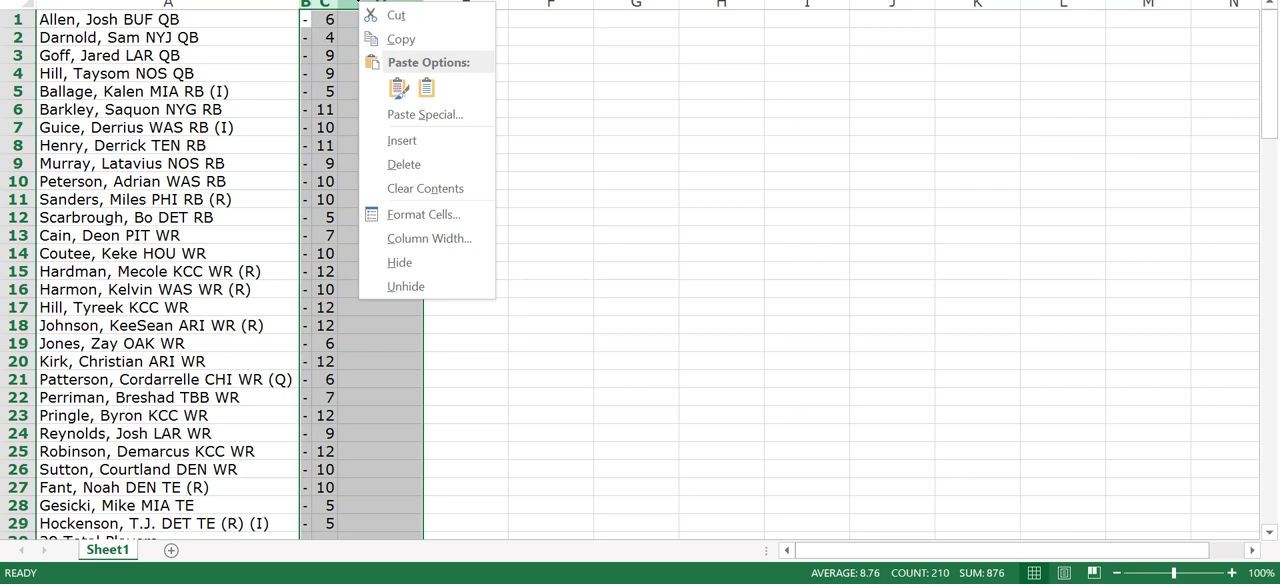 A B C E F G H I J K L M N
1 Allen, Josh BUF QB - 6
2 Darnold, Sam NYJ QB - 4
3 Goff, Jared LAR QB - 9
4 Hill, Taysom NOS QB - 9
5 Ballage, Kalen MIA RB (I) - 5
6 Barkley, Saquon NYG RB - 11
7 Guice, Derrius WAS RB (I) - 10
8 Henry, Derrick TEN RB - 11
9 Murray, Latavius NOS RB - 9
10 Peterson, Adrian WAS RB - 10
11 Sanders, Miles PHI RB (R) - 10
12 Scarbrough, Bo DET RB - 5
13 Cain, Deon PIT WR - 7
14 Coutee, Keke HOU WR - 10
15 Hardman, Mecole KCC WR (R) - 12
16 Harmon, Kelvin WAS WR (R) - 10
17 Hill, Tyreek KCC WR - 12
18 Johnson, KeeSean ARI WR (R) - 12
19 Jones, Zay OAK WR - 6
20 Kirk, Christian ARI WR - 12
21 Patterson, Cordarrelle CHI WR (Q) - 6
22 Perriman, Breshad TBB WR - 7
23 Pringle, Byron KCC WR - 12
24 Reynolds, Josh LAR WR - 9
25 Robinson, Demarcus KCC WR - 12
26 Sutton, Courtland DEN WR - 10
27 Fant, Noah DEN TE (R) - 10
28 Gesicki, Mike MIA TE - 5
29 Hockenson, T.J. DET TE (R) (I) - 5
30 29 Total Players
Cut
Copy
Paste Options:
Paste Special...
Insert
Delete
Clear Contents
Format Cells...
Column Width...
Hide
Unhide
Sheet1
READY AVERAGE: 8.76 COUNT: 210 SUM: 876 100%